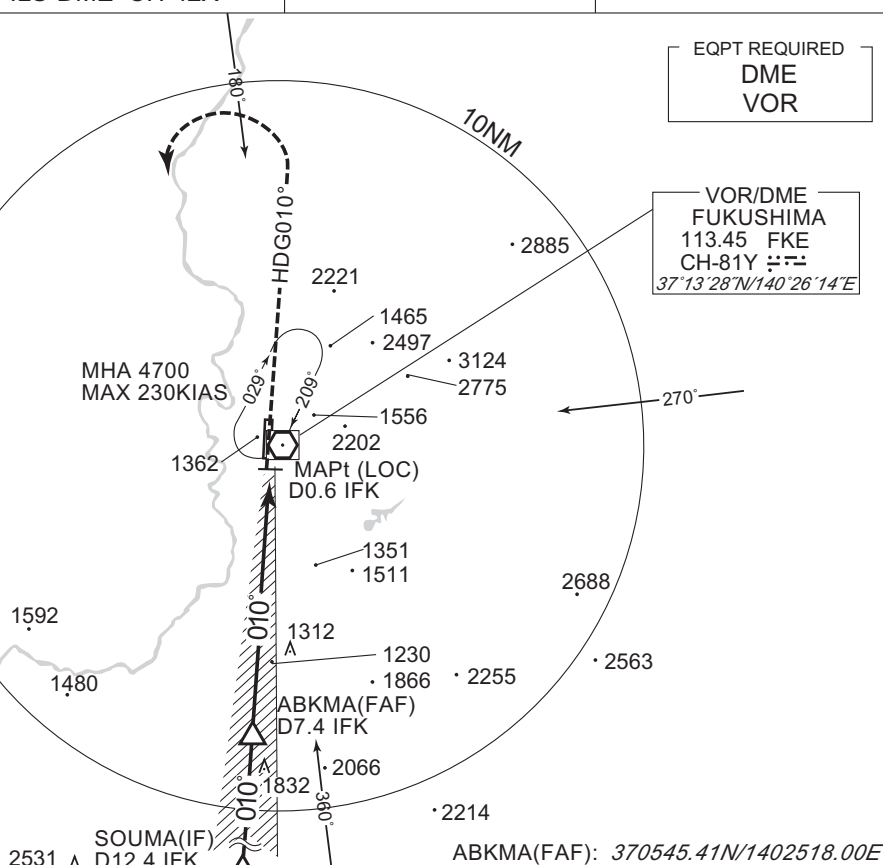 180°
EQPT REQUIRED
DME
VOR
10NM
HDG010°
VOR/DME
FUKUSHIMA
113.45 FKE
CH-81Y
37°13´28˝N/140°26´14˝E
2885
2221
1465
2497
3124
2775
MHA 4700
MAX 230KIAS
029°
209°
270°
1556
2202
1362
MAPt (LOC)
D0.6 IFK
1351
1511
2688
1592
010°
1312
1230
2563
1866
2255
1480
ABKMA(FAF)
D7.4 IFK
2066
1832
010°
360°
2214
SOUMA(IF)
2531
D12.4 IFK
ABKMA(FAF): 370545.41N/1402518.00E